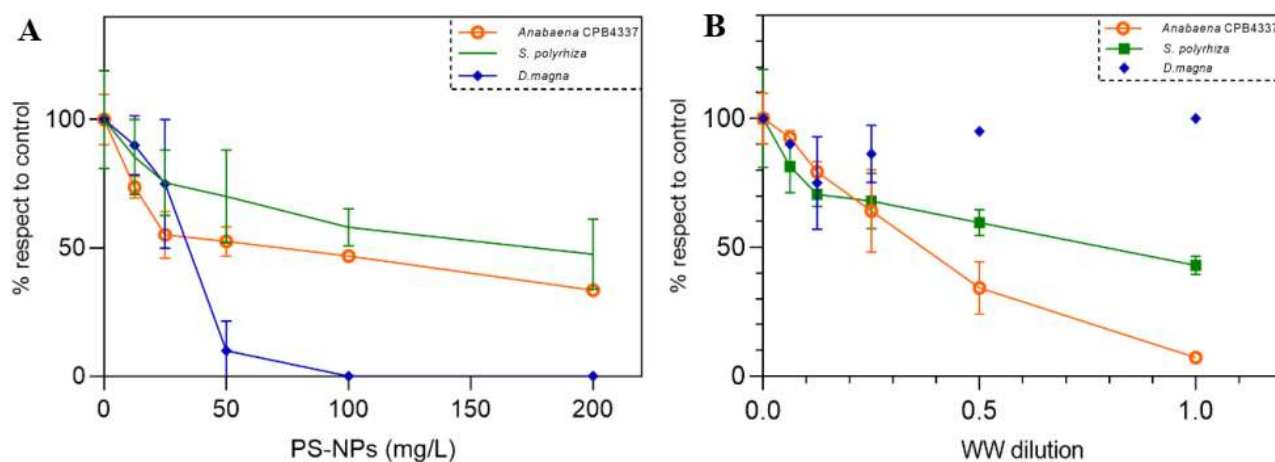 A
Anabaena CPB4337
S. polyrhiza
D.magna
% respect to control
100
50
0
0
50
100
150
200
PS-NPs (mg/L)
B
Anabaena CPB4337
S. polyrhiza
D.magna
% respect to control
100
50
0
0.0
0.5
1.0
WW dilution